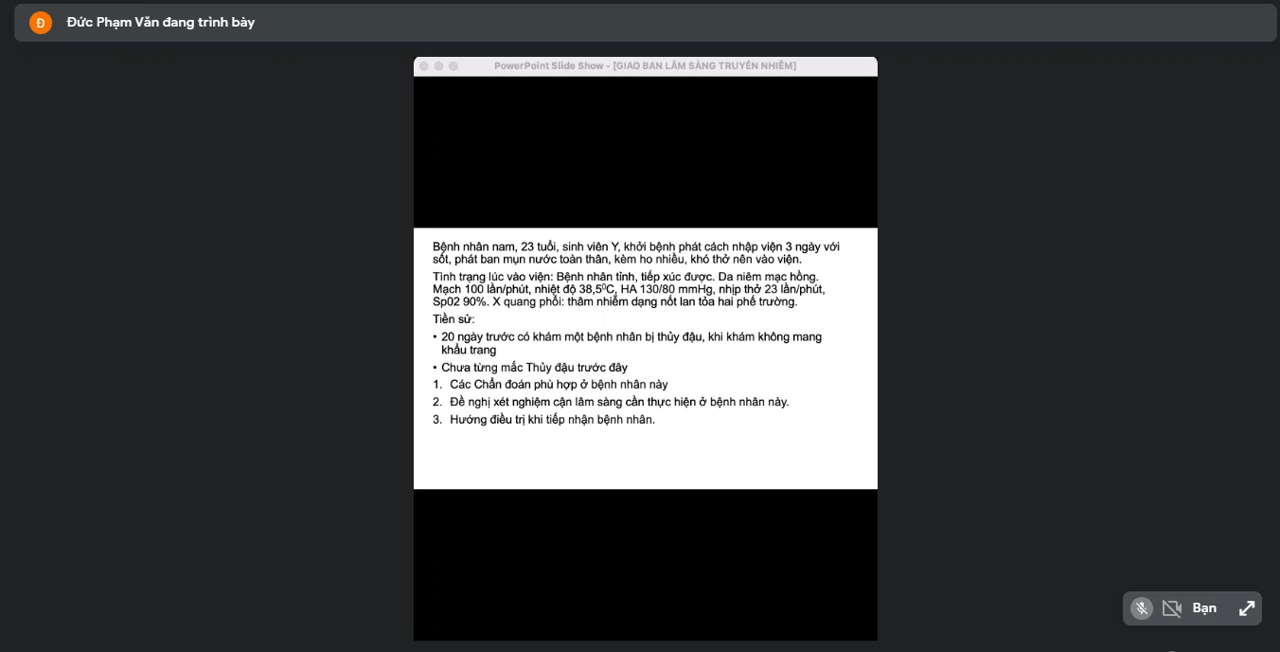 Đ
Đức Phạm Văn đang trình bày
PowerPoint Slide Show - [GIAO BAN LÂM SÀNG TRUYỀN NHIỄM]
Bệnh nhân nam, 23 tuổi, sinh viên Y, khởi bệnh phát cách nhập viện 3 ngày với
sốt, phát ban mụn nước toàn thân, kèm ho nhiều, khó thở nên vào viện.
Tình trạng lúc vào viện: Bệnh nhân tỉnh, tiếp xúc được. Da niêm mạc hồng.
Mạch 100 lần/phút, nhiệt độ 38,5⁰C, HA 130/80 mmHg, nhịp thở 23 lần/phút,
Sp02 90%. X quang phổi: thâm nhiễm dạng nốt lan tỏa hai phế trường.
Tiền sử:
• 20 ngày trước có khám một bệnh nhân bị thủy đậu, khi khám không mang
khẩu trang
• Chưa từng mắc Thủy đậu trước đây
1. Các Chẩn đoán phù hợp ở bệnh nhân này
2. Đề nghị xét nghiệm cận lâm sàng cần thực hiện ở bệnh nhân này.
3. Hướng điều trị khi tiếp nhận bệnh nhân.
Bạn